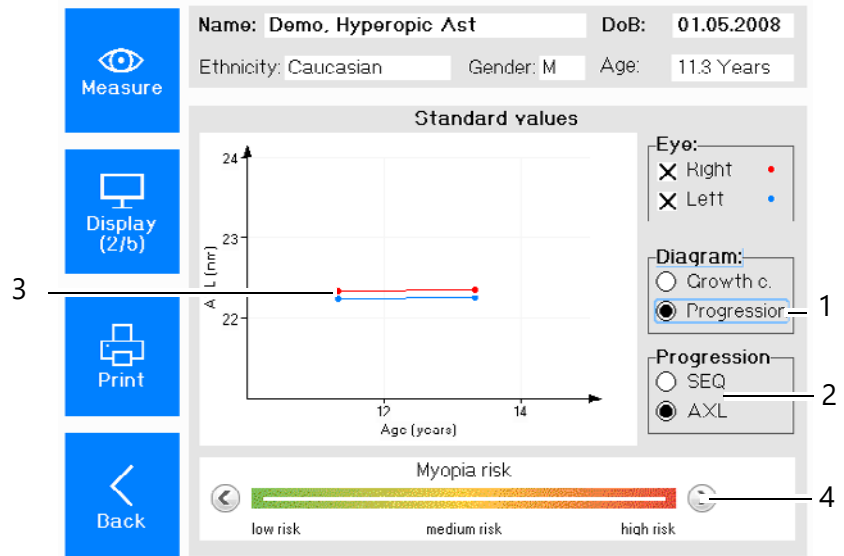 Name: Demo, Hyperopic Ast DoB: 01.05.2008
Ethnicity: Caucasian Gender: M Age: 11.3 Years
Measure
Display
(2/5)
Print
Back
Standard values
24
23
22
12 14
Age (years)
Eye:
Right
Left
Diagram:
Growth c.
Progression
Progression
SEQ
AXL
Myopia risk
low risk medium risk high risk
3
1
2
4